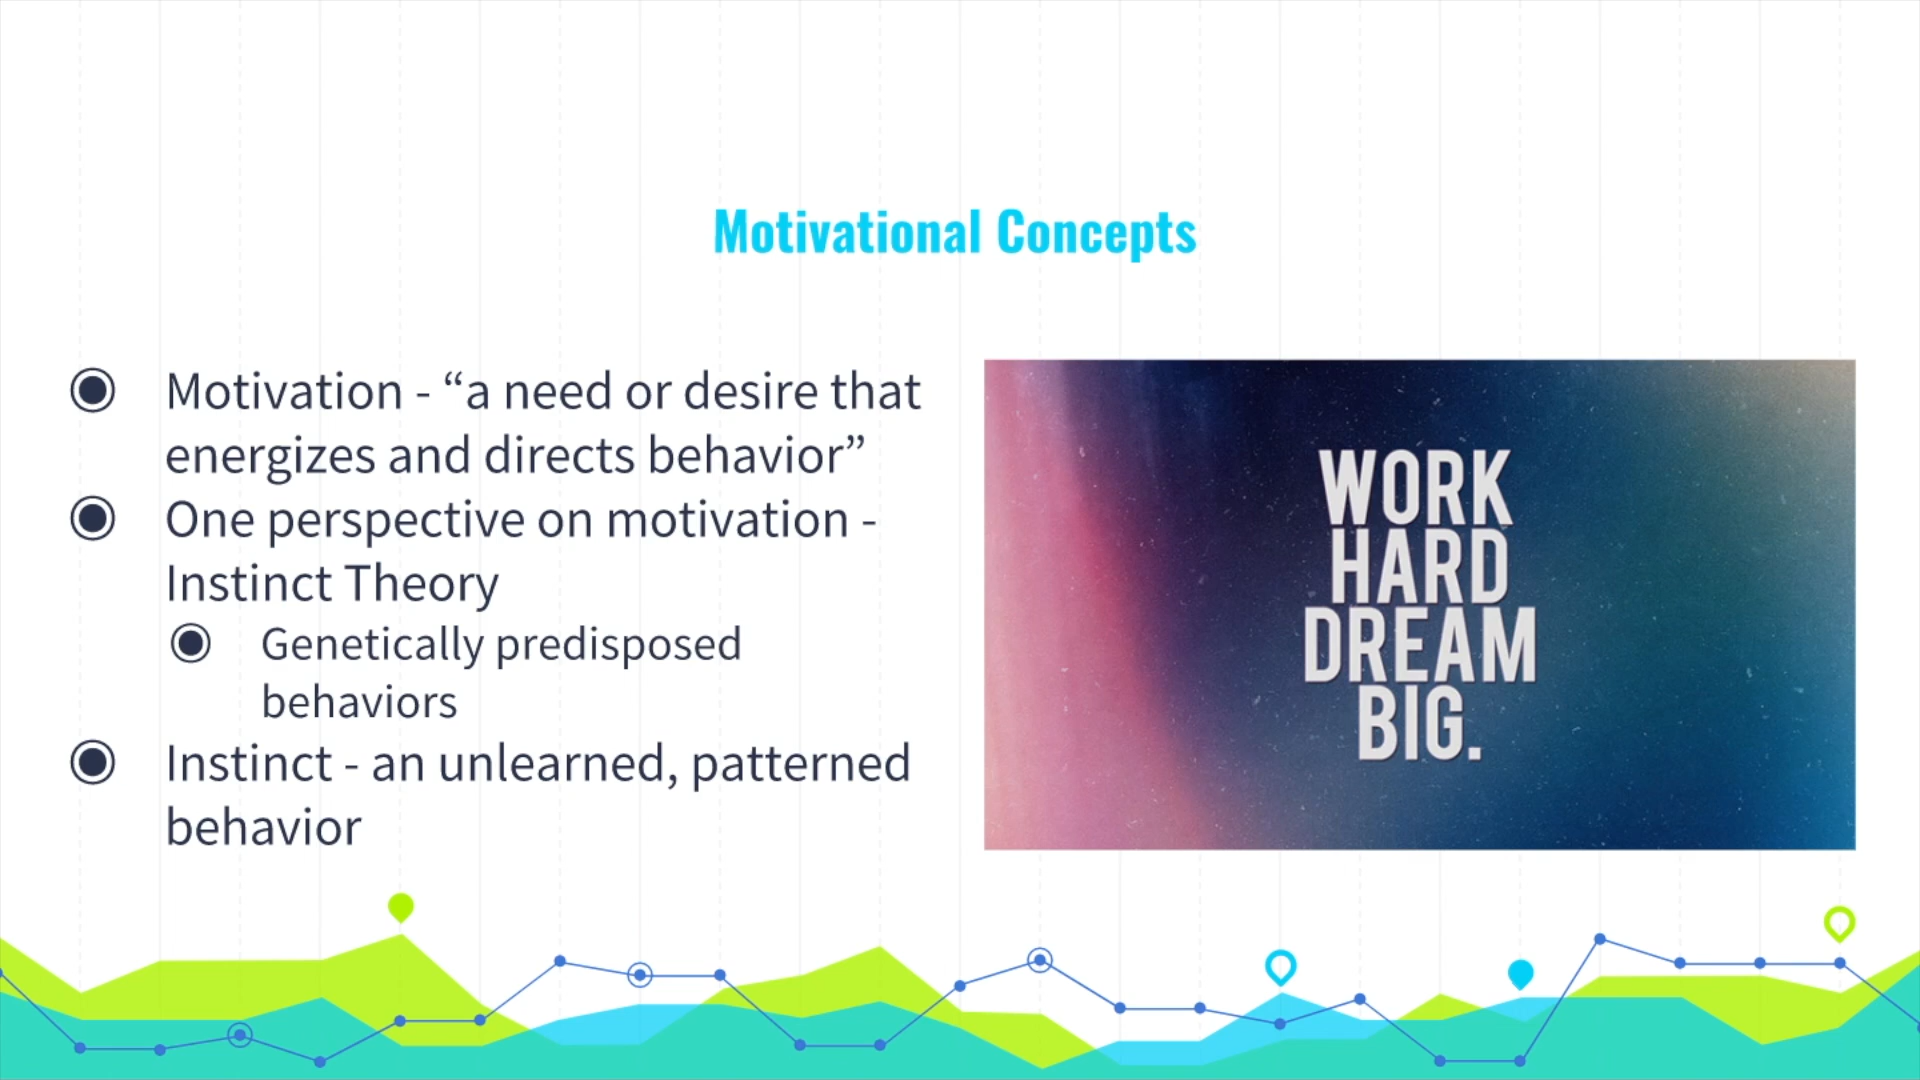 Motivational Concepts
Motivation - “a need or desire that
energizes and directs behavior”
One perspective on motivation -
Instinct Theory
Genetically predisposed
behaviors
Instinct - an unlearned, patterned
behavior
WORK
HARD
DREAM
BIG.